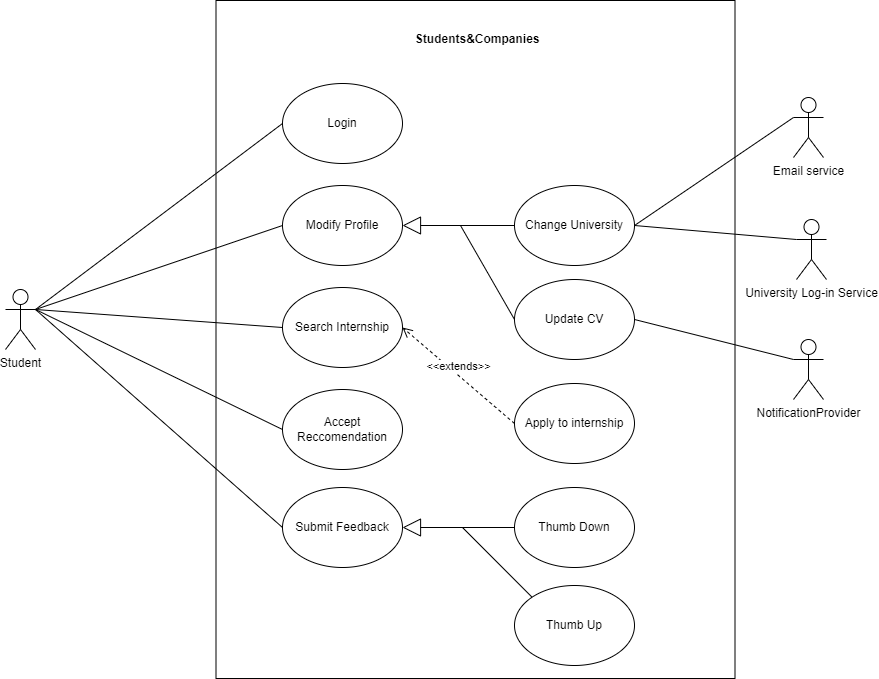 Students&Companies
Login
Email service
Modify Profile
Change University
University Log-in Service
Search Internship
Update CV
Student
<<extends>>
NotificationProvider
Accept
Reccomendation
Apply to internship
Submit Feedback
Thumb Down
Thumb Up